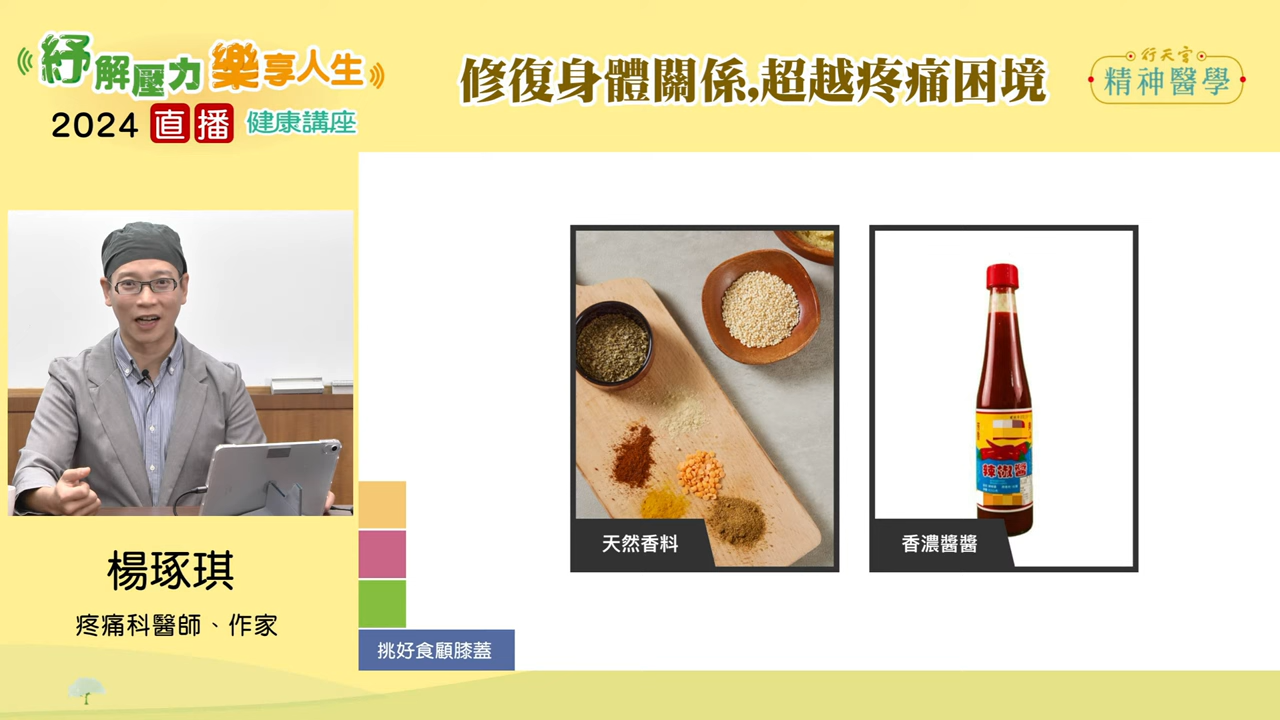 紓解壓力 樂享人生
2024 直播 健康講座
修復身體關係,超越疼痛困境
行天宮
精神醫學
天然香料
辣椒醬
香濃醬醬
楊琢琪
疼痛科醫師、作家
挑好食顧膝蓋